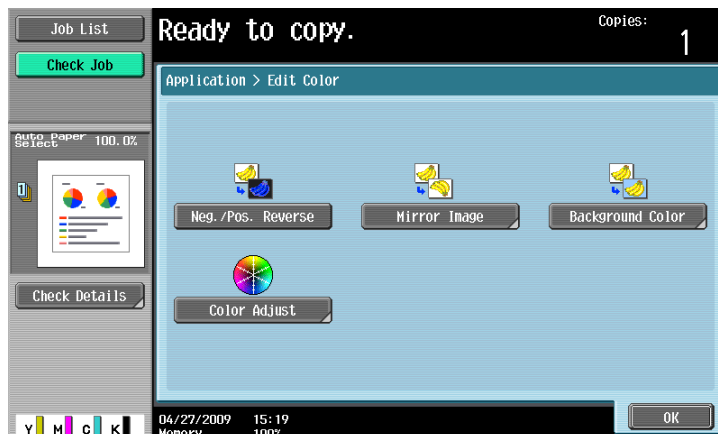 Job List
Check Job
Ready to copy.
Copies:
1
Application > Edit Color
Auto Paper
Select
100.0%
1
Neg./Pos. Reverse
Mirror Image
Background Color
Check Details
Color Adjust
OK
04/27/2009 15:19
Memory 100%
Y M C K